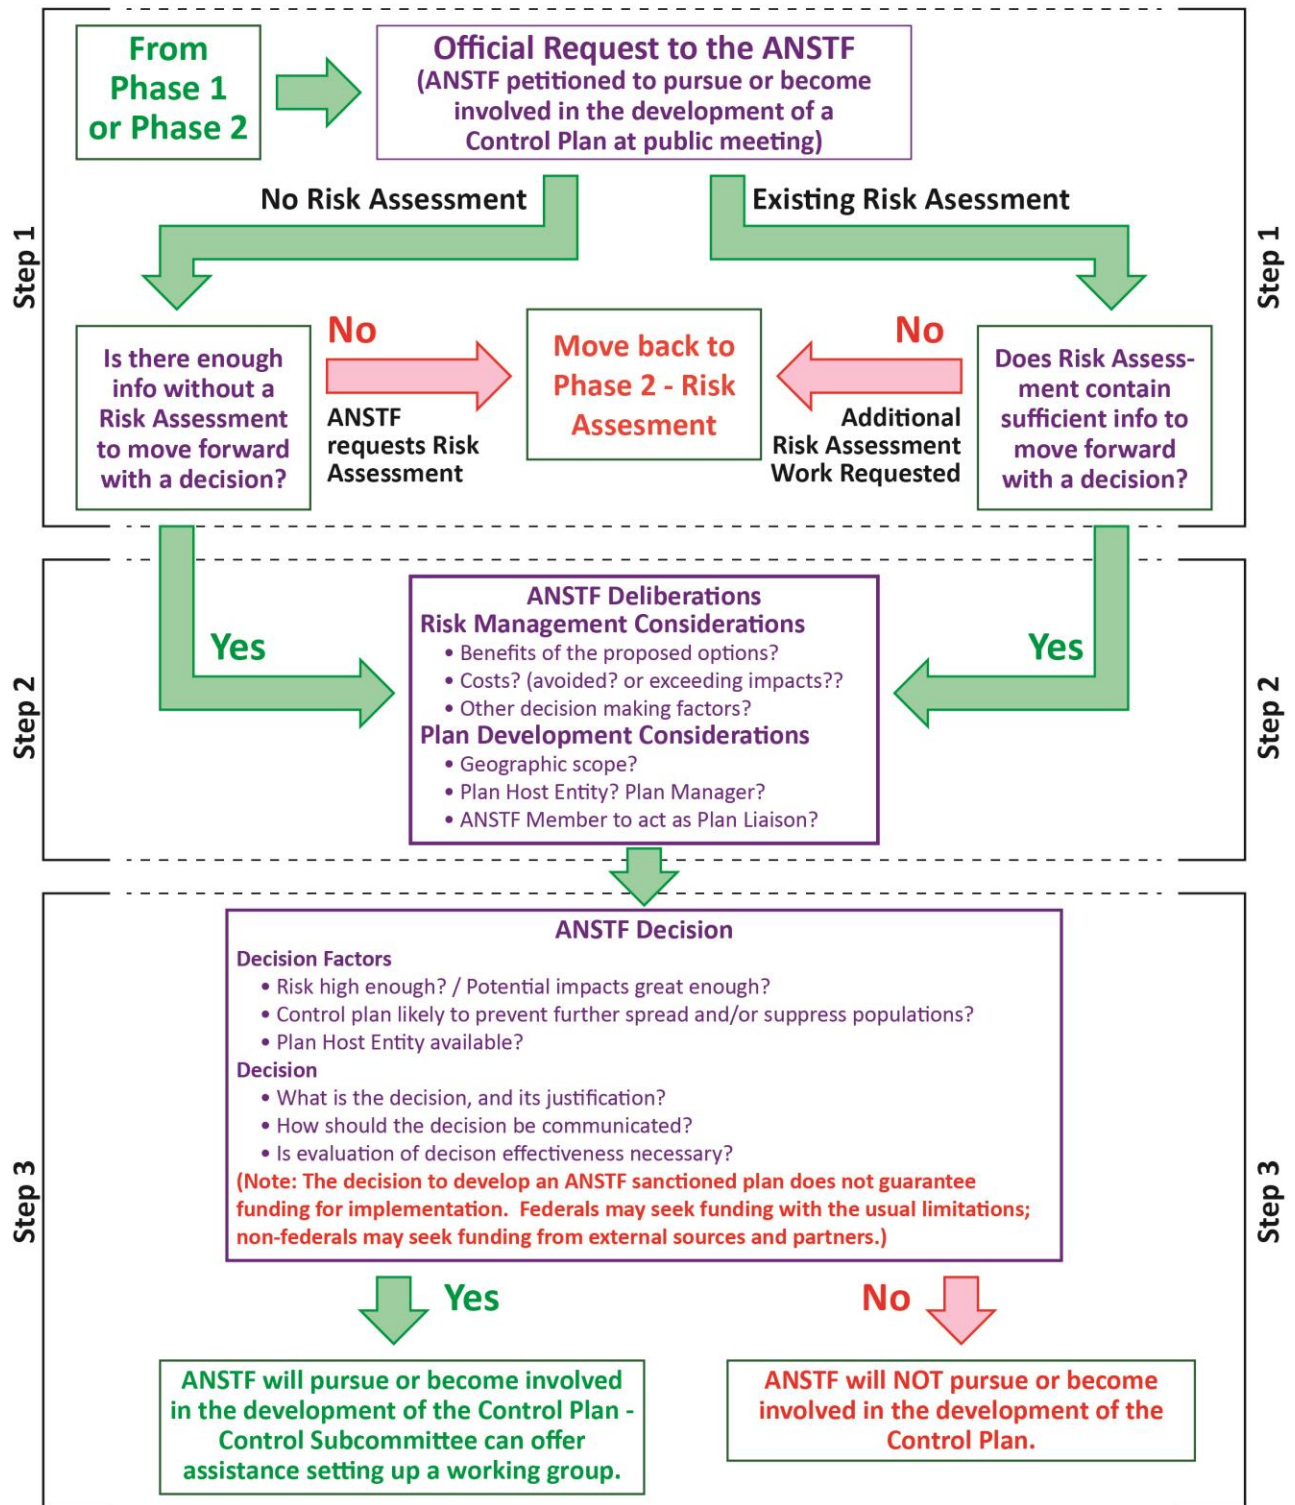 From
Phase 1
or Phase 2
Official Request to the ANSTF
(ANSTF petitioned to pursue or become
involved in the development of a
Control Plan at public meeting)
No Risk Assessment
Existing Risk Asessment
Step 1
Step 1
Is there enough
info without a
Risk Assessment
to move forward
with a decision?
No
ANSTF
requests Risk
Assessment
Move back to
Phase 2 - Risk
Assesment
No
Additional
Risk Assessment
Work Requested
Does Risk Assess-
ment contain
sufficient info to
move forward
with a decision?
Step 2
Step 2
Yes
Yes
ANSTF Deliberations
Risk Management Considerations
• Benefits of the proposed options?
• Costs? (avoided? or exceeding impacts??
• Other decision making factors?
Plan Development Considerations
• Geographic scope?
• Plan Host Entity? Plan Manager?
• ANSTF Member to act as Plan Liaison?
Step 3
Step 3
ANSTF Decision
Decision Factors
• Risk high enough? / Potential impacts great enough?
• Control plan likely to prevent further spread and/or suppress populations?
• Plan Host Entity available?
Decision
• What is the decision, and its justification?
• How should the decision be communicated?
• Is evaluation of decison effectiveness necessary?
(Note: The decision to develop an ANSTF sanctioned plan does not guarantee
funding for implementation.  Federals may seek funding with the usual limitations;
non-federals may seek funding from external sources and partners.)
Yes
No
ANSTF will pursue or become involved
in the development of the Control Plan -
Control Subcommittee can offer
assistance setting up a working group.
ANSTF will NOT pursue or become
involved in the development of the
Control Plan.